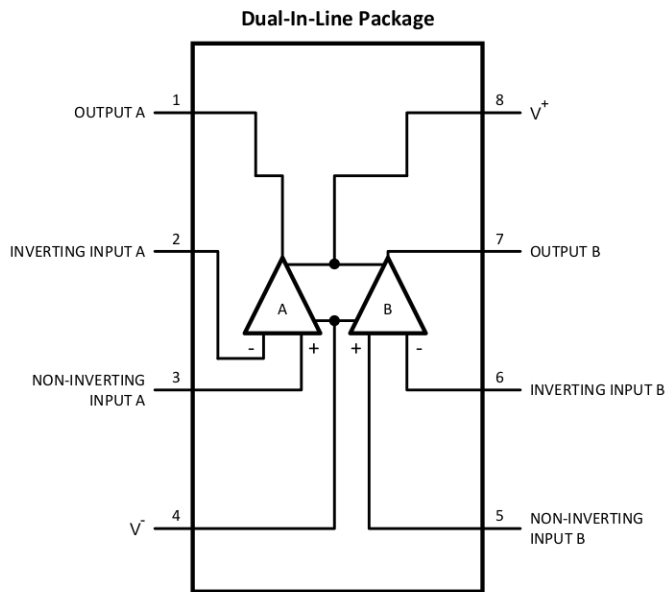 Dual-In-Line Package
1
OUTPUT A
8
V+
2
INVERTING INPUT A
7
OUTPUT B
A
B
-
+
+
-
3
NON-INVERTING
INPUT A
6
INVERTING INPUT B
4
V-
5
NON-INVERTING
INPUT B